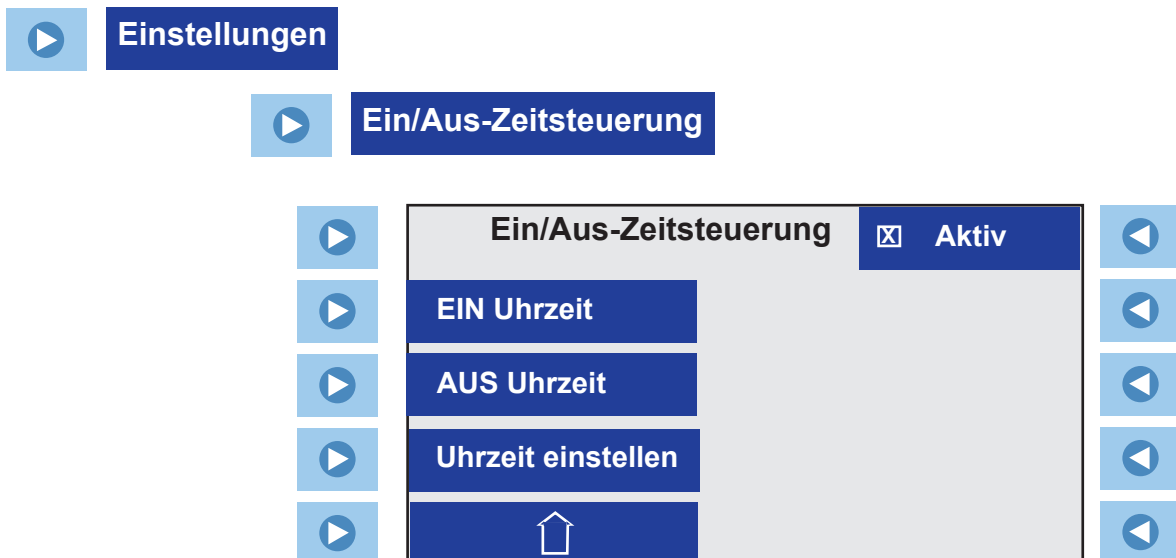 Einstellungen
Ein/Aus-Zeitsteuerung
Ein/Aus-Zeitsteuerung
☒ Aktiv
EIN Uhrzeit
AUS Uhrzeit
Uhrzeit einstellen